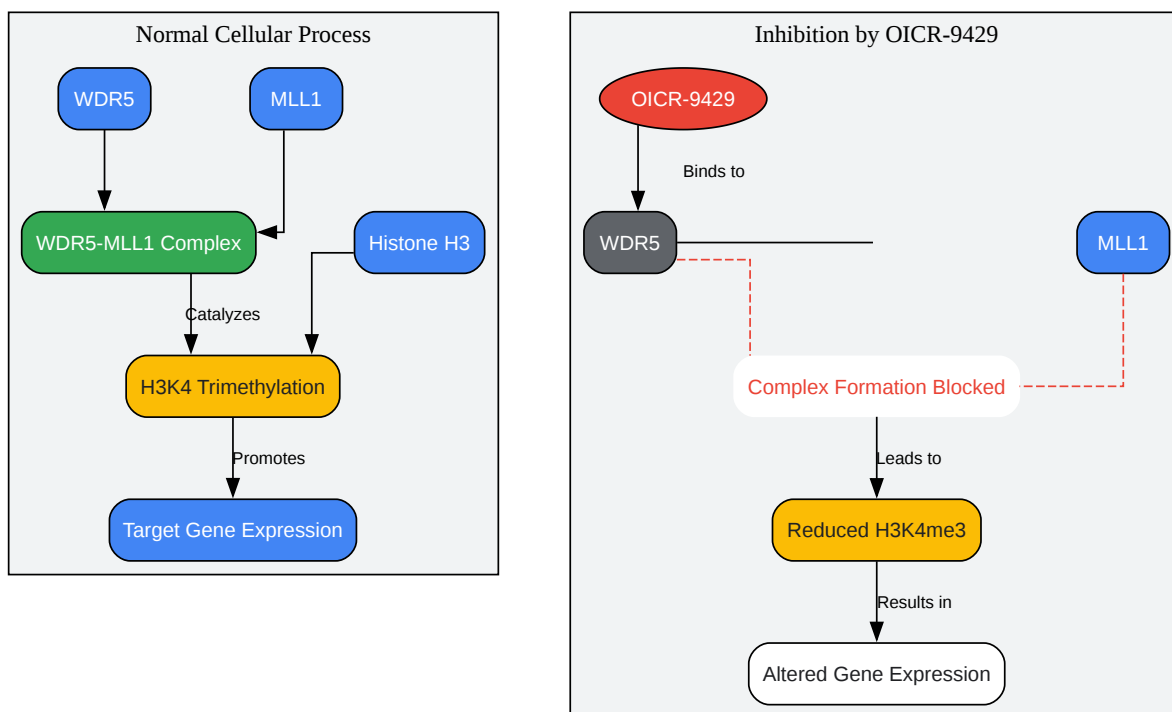 Normal Cellular Process
WDR5
MLL1
WDR5-MLL1 Complex
Histone H3
Catalyzes
H3K4 Trimethylation
Promotes
Target Gene Expression
Inhibition by OICR-9429
OICR-9429
Binds to
WDR5
MLL1
Complex Formation Blocked
Leads to
Reduced H3K4me3
Results in
Altered Gene Expression